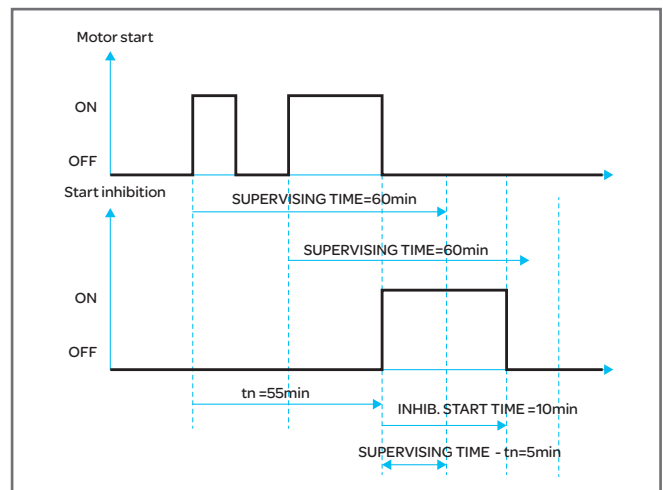 Motor start
ON
OFF
Start inhibition
SUPERVISING TIME=60min
SUPERVISING TIME=60min
ON
OFF
tn =55min
INHIB. START TIME =10min
SUPERVISING TIME - tn=5min